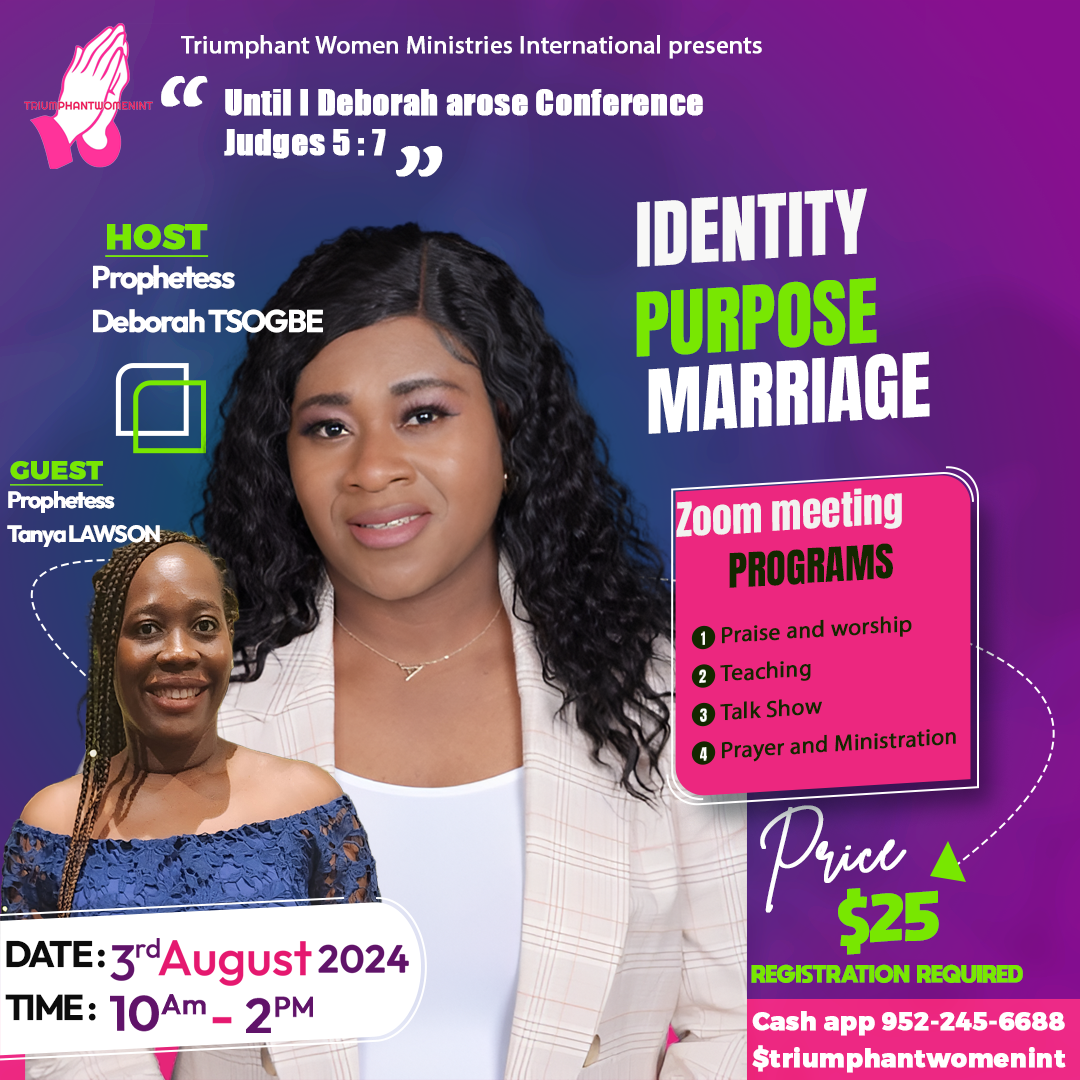 Triumphant Women Ministries International presents
TRIUMPHANTWOMENINT
“ Until I Deborah arose Conference
Judges 5 : 7 ”
HOST
Prophetess
Deborah TSOGBE
GUEST
Prophetess
Tanya LAWSON
IDENTITY
PURPOSE
MARRIAGE
Zoom meeting
PROGRAMS
1 Praise and worship
2 Teaching
3 Talk Show
4 Prayer and Ministration
Price
$25
REGISTRATION REQUIRED
Cash app 952-245-6688
$triumphantwomenint
DATE: 3rd August 2024
TIME: 10Am - 2PM